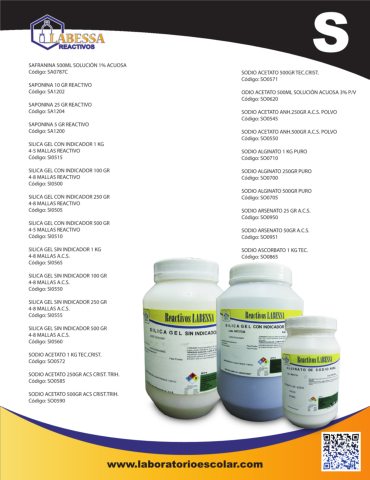 LABESSA
REACTIVOS
S
SAFRANINA 500ML SOLUCIÓN 1% ACUOSA
Código: SA0787C
SAPONINA 10 GR REACTIVO
Código: SA1202
SAPONINA 25 GR REACTIVO
Código: SA1204
SAPONINA 5 GR REACTIVO
Código: SA1200
SILICA GEL CON INDICADOR 1 KG
4-5 MALLAS REACTIVO
Código: SI0515
SILICA GEL CON INDICADOR 100 GR
4-8 MALLAS REACTIVO
Código: SI0500
SILICA GEL CON INDICADOR 250 GR
4-8 MALLAS REACTIVO
Código: SI0505
SILICA GEL CON INDICADOR 500 GR
4-5 MALLAS REACTIVO
Código: SI0510
SILICA GEL SIN INDICADOR 1 KG
4-8 MALLAS A.C.S.
Código: SI0565
SILICA GEL SIN INDICADOR 100 GR
4-8 MALLAS A.C.S.
Código: SI0550
SILICA GEL SIN INDICADOR 250 GR
4-8 MALLAS A.C.S.
Código: SI0555
SILICA GEL SIN INDICADOR 500 GR
4-8 MALLAS A.C.S.
Código: SI0560
SODIO ACETATO 1 KG TEC.CRIST.
Código: SO0572
SODIO ACETATO 250GR ACS CRIST.TRIH.
Código: SO0585
SODIO ACETATO 500GR ACS CRIST.TRIH.
Código: SO0590
SODIO ACETATO 500GR TEC.CRIST.
Código: SO0571
ODIO ACETATO 500ML SOLUCIÓN ACUOSA 3% P/V
Código: SO0620
SODIO ACETATO ANH.250GR A.C.S. POLVO
Código: SO0545
SODIO ACETATO ANH.500GR A.C.S. POLVO
Código: SO0550
SODIO ALGINATO 1 KG PURO
Código: SO0710
SODIO ALGINATO 250GR PURO
Código: SO0700
SODIO ALGINATO 500GR PURO
Código: SO0705
SODIO ARSENATO 25 GR A.C.S.
Código: SO0950
SODIO ARSENATO 50GR A.C.S.
Código: SO0951
SODIO ASCORBATO 1 KG TEC.
Código: SO0865
Reactivos LABESSA
SILICA GEL SIN INDICADOR
Reactivos LABESSA
SILICA GEL CON INDICADOR
Reactivos LABESSA
ALGINATO DE SODIO
www.laboratorioescolar.com